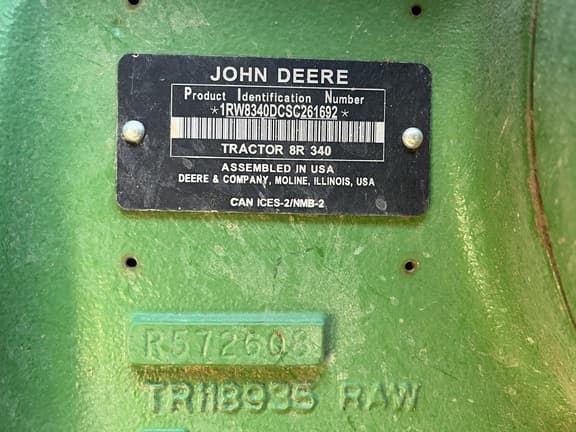 JOHN DEERE
Product Identification Number
*1RW8340DCSC261692*
TRACTOR 8R 340
ASSEMBLED IN USA
DEERE & COMPANY, MOLINE, ILLINOIS, USA
CAN ICES-2/NMB-2
R572603
TR118935 RAW